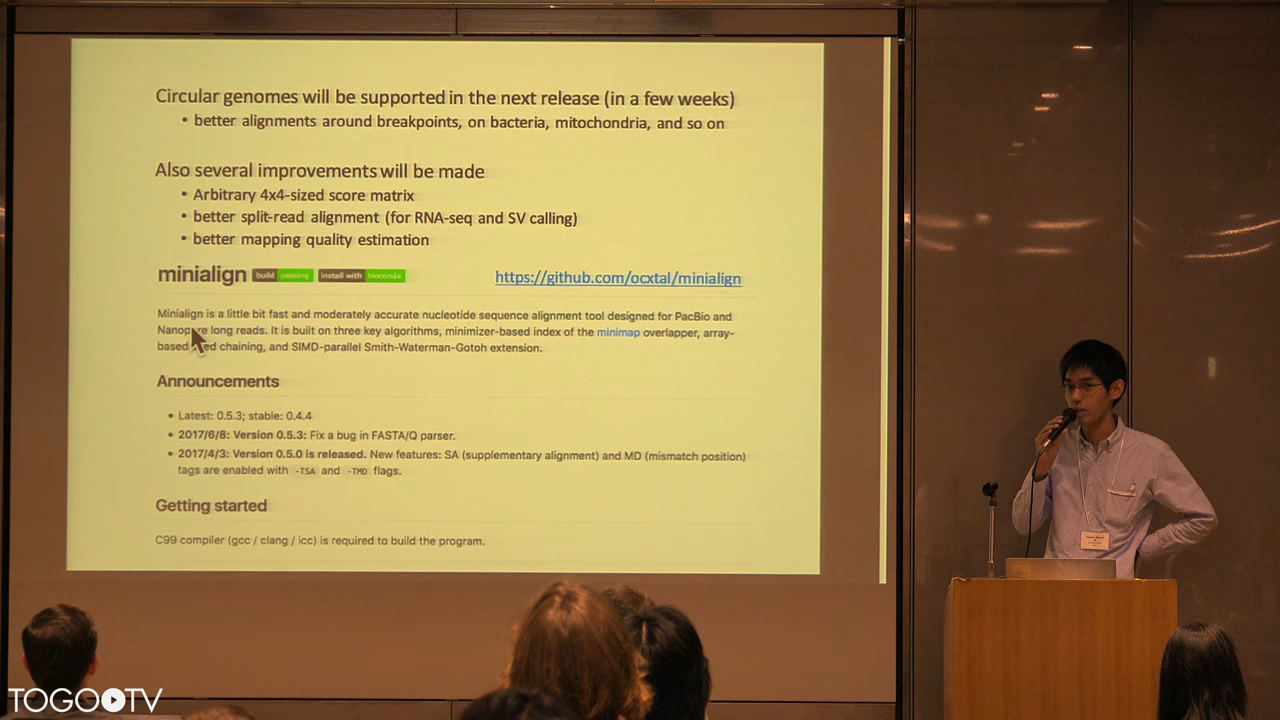 Circular genomes will be supported in the next release (in a few weeks)
• better alignments around breakpoints, on bacteria, mitochondria, and so on
Also several improvements will be made
• Arbitrary 4x4-sized score matrix
• better split-read alignment (for RNA-seq and SV calling)
• better mapping quality estimation
minialign build passing install with bioconda https://github.com/ocxtal/minialign
Minialign is a little bit fast and moderately accurate nucleotide sequence alignment tool designed for PacBio and
Nanopore long reads. It is built on three key algorithms, minimizer-based index of the minimap overlapper, array-
based seed chaining, and SIMD-parallel Smith-Waterman-Gotoh extension.
Announcements
• Latest: 0.5.3; stable: 0.4.4
• 2017/6/8: Version 0.5.3: Fix a bug in FASTA/Q parser.
• 2017/4/3: Version 0.5.0 is released. New features: SA (supplementary alignment) and MD (mismatch position)
tags are enabled with -TSA and -TMD flags.
Getting started
C99 compiler (gcc / clang / icc) is required to build the program.
TOGOTV